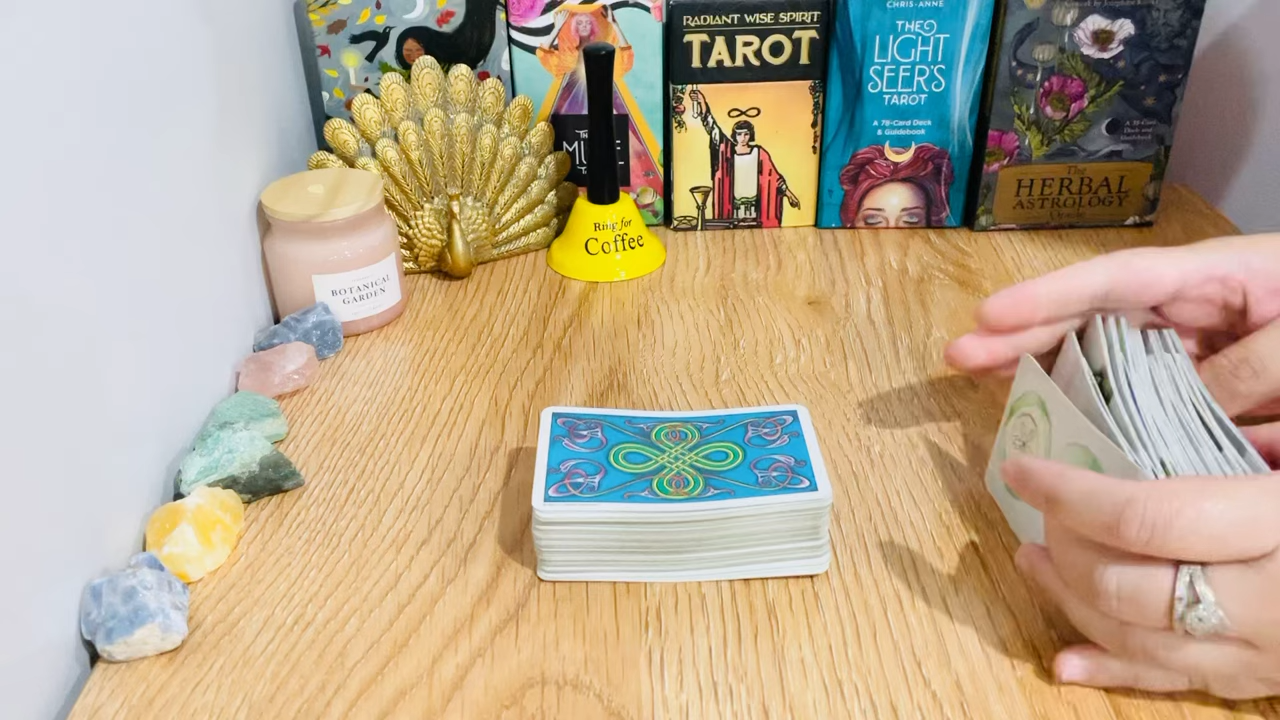 RADIANT WISE SPIRIT
TAROT
CHRIS-ANNE
THE
LIGHT
SEER'S
TAROT
A 78-Card Deck
& Guidebook
The
HERBAL
ASTROLOGY
Oracle
Ring for
Coffee
BOTANICAL
GARDEN